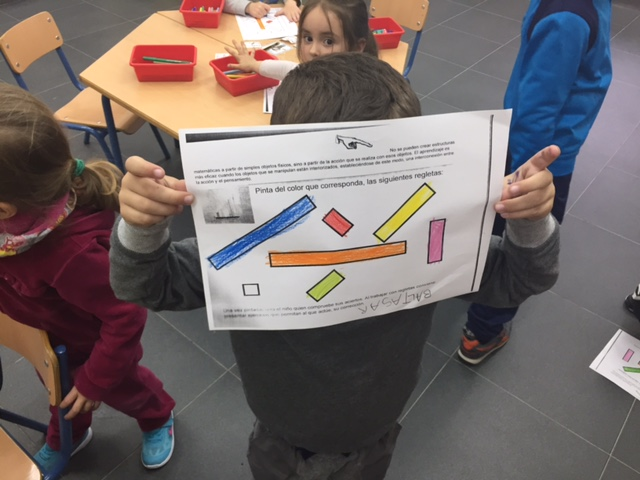 No se pueden crear estructuras
matemáticas a partir de simples objetos físicos, sino a partir de la acción que se realiza con esos objetos. El aprendizaje es
más eficaz cuando los objetos que se manipulan están interiorizados, estableciéndose de este modo, una interconexión entre
la acción y el pensamiento.
Pinta del color que corresponda, las siguientes regletas:
BALTASAR